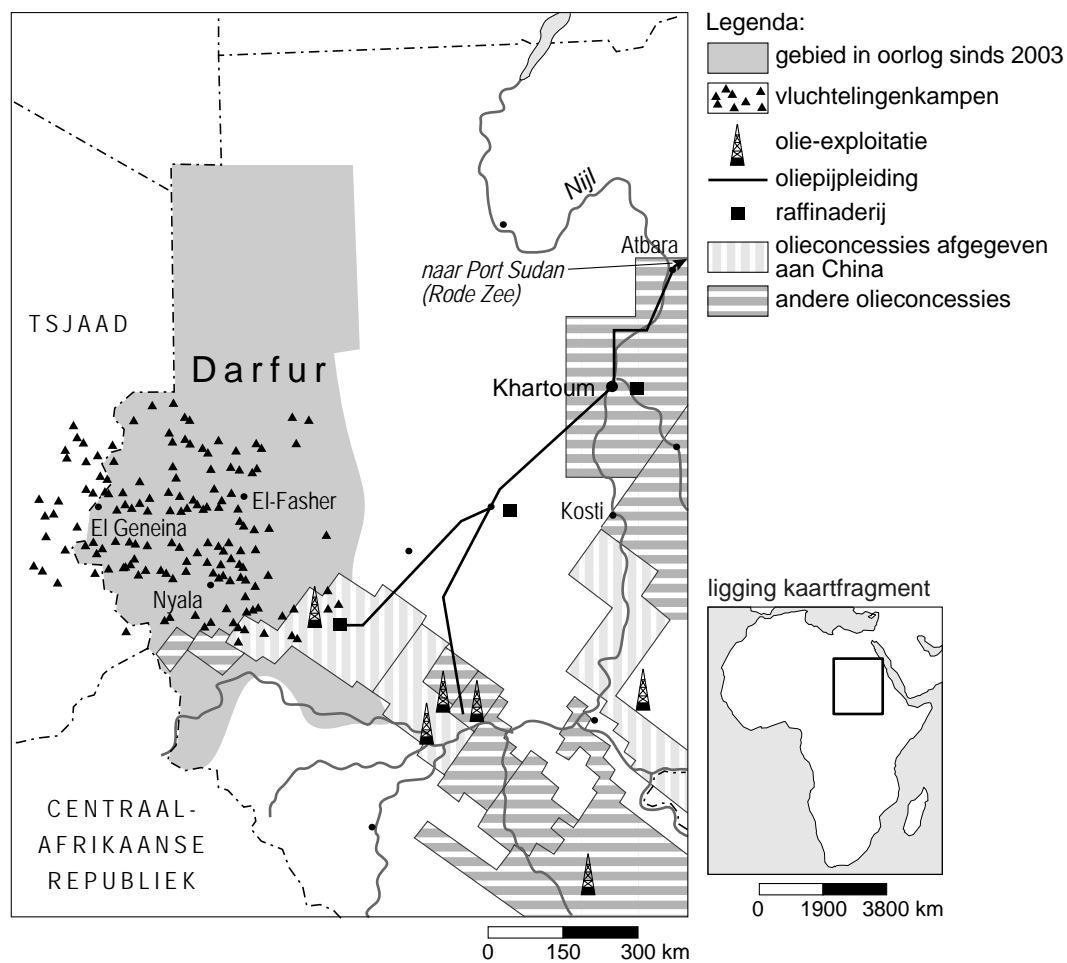 Legenda:
gebied in oorlog sinds 2003
vluchtelingenkampen
olie-exploitatie
oliepijpleiding
raffinaderij
olieconcessies afgegeven
aan China
andere olieconcessies
Nijl
Atbara
naar Port Sudan
(Rode Zee)
TSJAAD
Darfur
Khartoum
El-Fasher
Kosti
El Geneina
Nyala
CENTRAAL-
AFRIKAANSE
REPUBLIEK
0 150 300 km
ligging kaartfragment
0 1900 3800 km